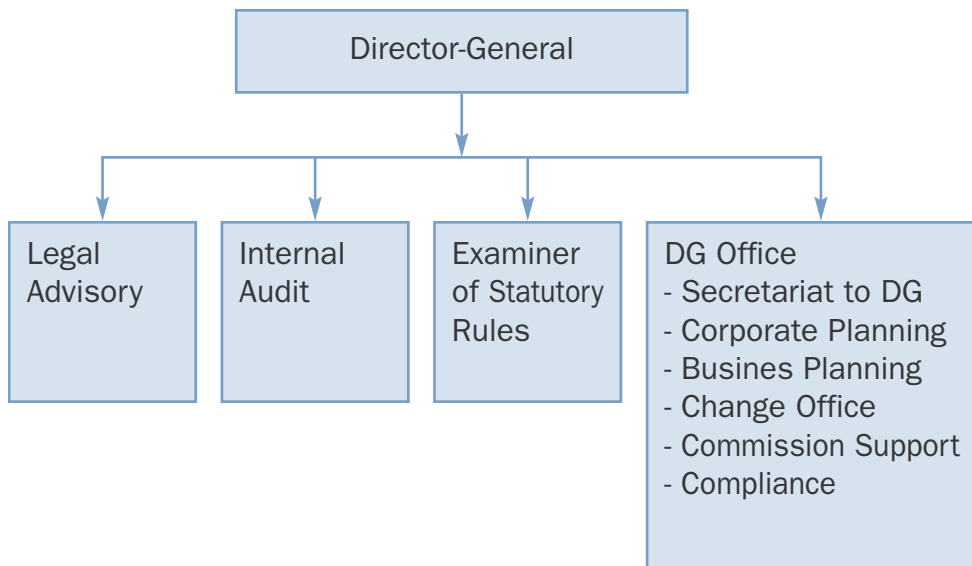 Director-General
Legal
Advisory
Internal
Audit
Examiner
of Statutory
Rules
DG Office
- Secretariat to DG
- Corporate Planning
- Busines Planning
- Change Office
- Commission Support
- Compliance